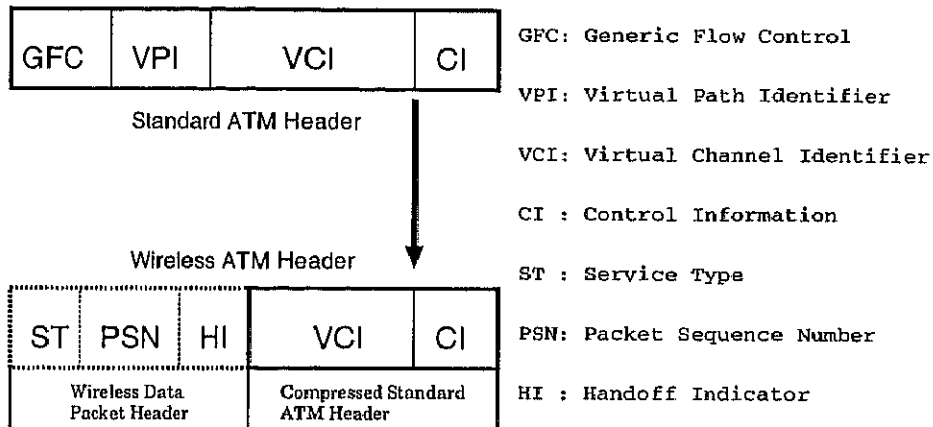 GFC VPI VCI CI
Standard ATM Header
Wireless ATM Header
ST PSN HI VCI CI
Wireless Data
Packet Header
Compressed Standard
ATM Header
GFC: Generic Flow Control
VPI: Virtual Path Identifier
VCI: Virtual Channel Identifier
CI : Control Information
ST : Service Type
PSN: Packet Sequence Number
HI : Handoff Indicator